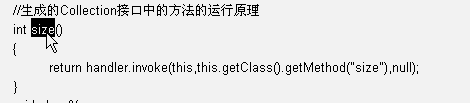 //生成的Collection接口中的方法的运行原理
int size()
{
return handler.invoke(this,this.getClass().getMethod("size"),null);
}